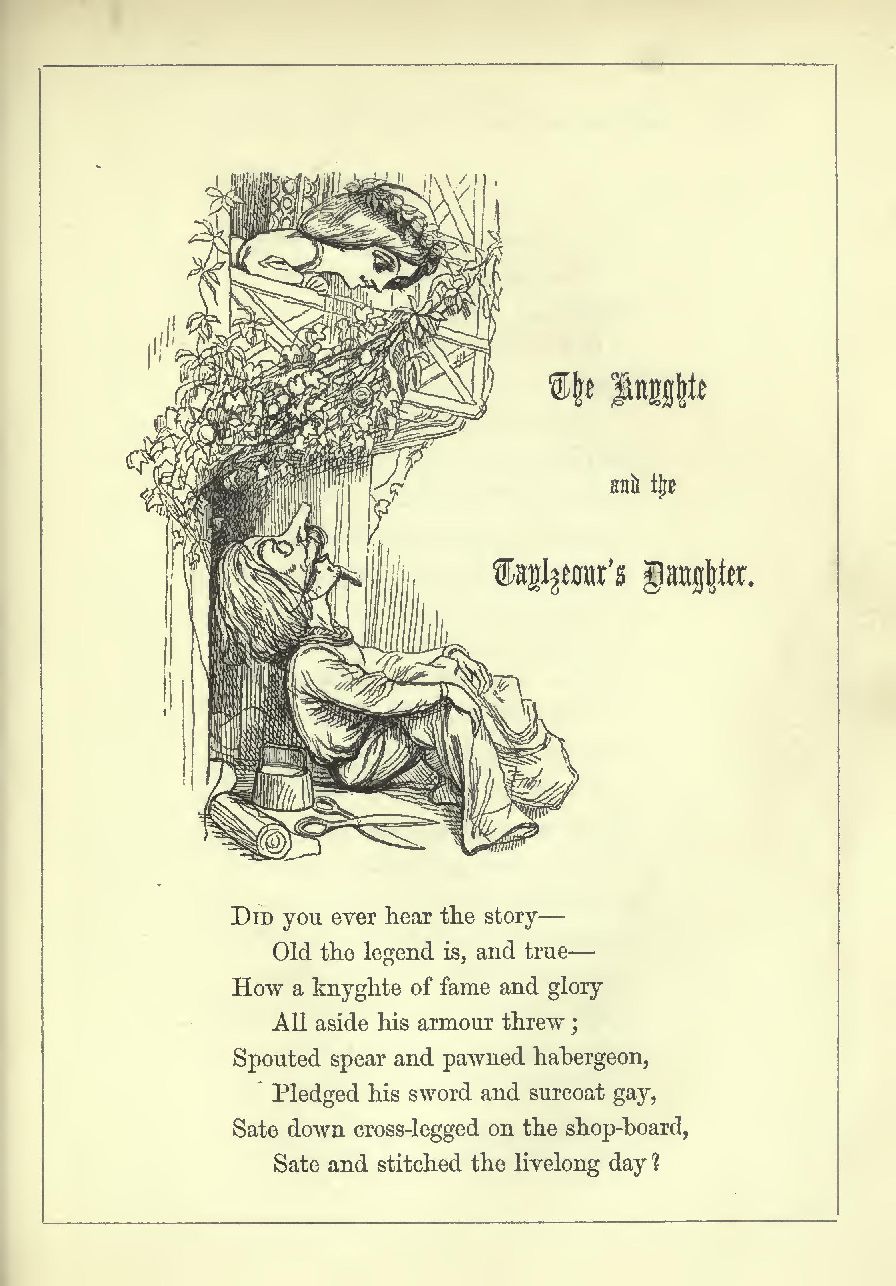 The Knyghte
and the
Taylzeour's Daughter.
DID you ever hear the story—
Old the legend is, and true—
How a knyghte of fame and glory
All aside his armour threw;
Spouted spear and pawned habergeon,
Pledged his sword and surcoat gay,
Sate down cross-legged on the shop-board,
Sate and stitched the livelong day?